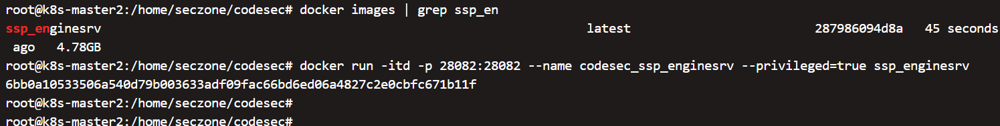 root@k8s-master2:/home/seczone/codesec# docker images | grep ssp_en
ssp_enginesrv latest 287986094d8a 45 seconds
ago 4.78GB
root@k8s-master2:/home/seczone/codesec# docker run -itd -p 28082:28082 --name codesec_ssp_enginesrv --privileged=true ssp_enginesrv
6bb0a10533506a540d79b003633adf09fac66bd6ed06a4827c2e0cbfc671b11f
root@k8s-master2:/home/seczone/codesec#
root@k8s-master2:/home/seczone/codesec#